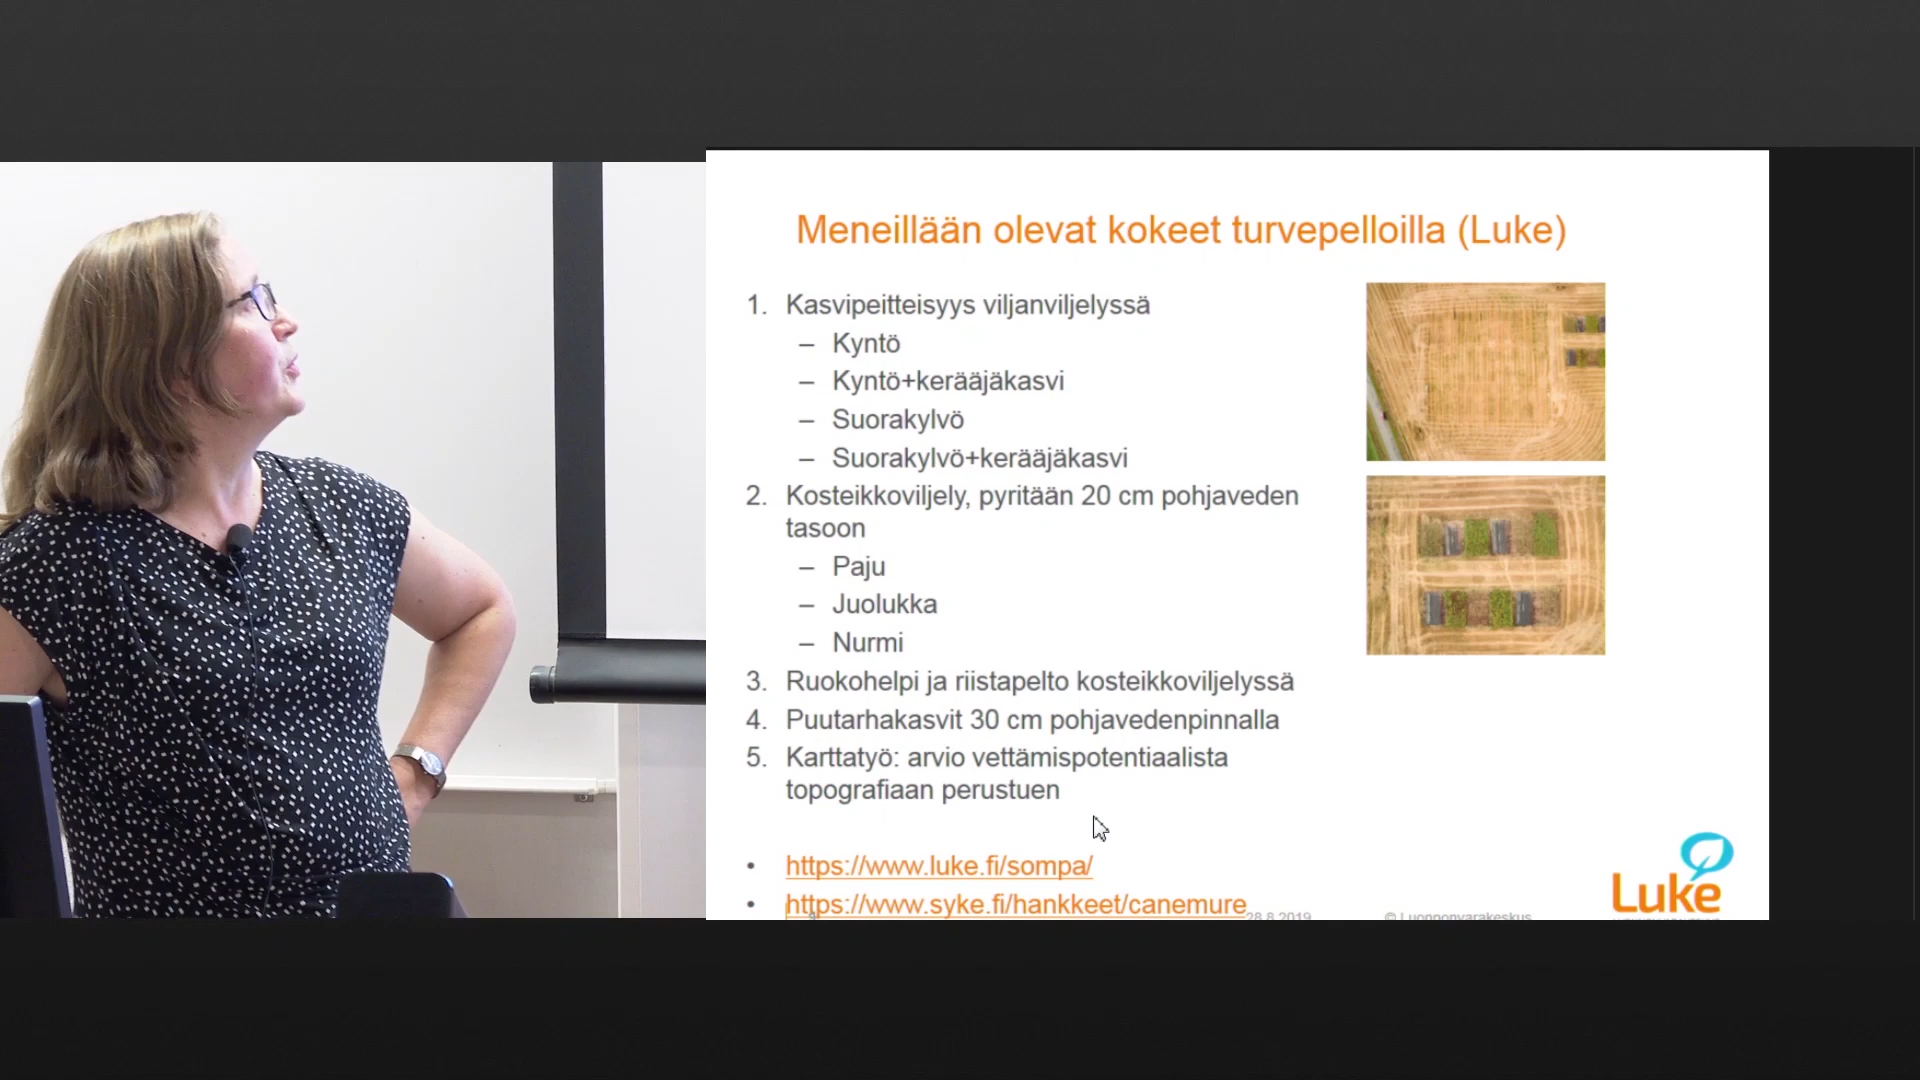 Meneillään olevat kokeet turvepelloilla (Luke)
1. Kasvipeitteisyys viljanviljelyssä
– Kyntö
– Kyntö+kerääjäkasvi
– Suorakylvö
– Suorakylvö+kerääjäkasvi
2. Kosteikkoviljely, pyritään 20 cm pohjaveden
tasoon
– Paju
– Juolukka
– Nurmi
3. Ruokohelpi ja riistapelto kosteikkoviljelyssä
4. Puutarhakasvit 30 cm pohjavedenpinnalla
5. Karttatyö: arvio vettämispotentiaalista
topografiaan perustuen
• https://www.luke.fi/sompa/
• https://www.syke.fi/hankkeet/canemure
28.8.2019
© Luonnonvarakeskus
Luke